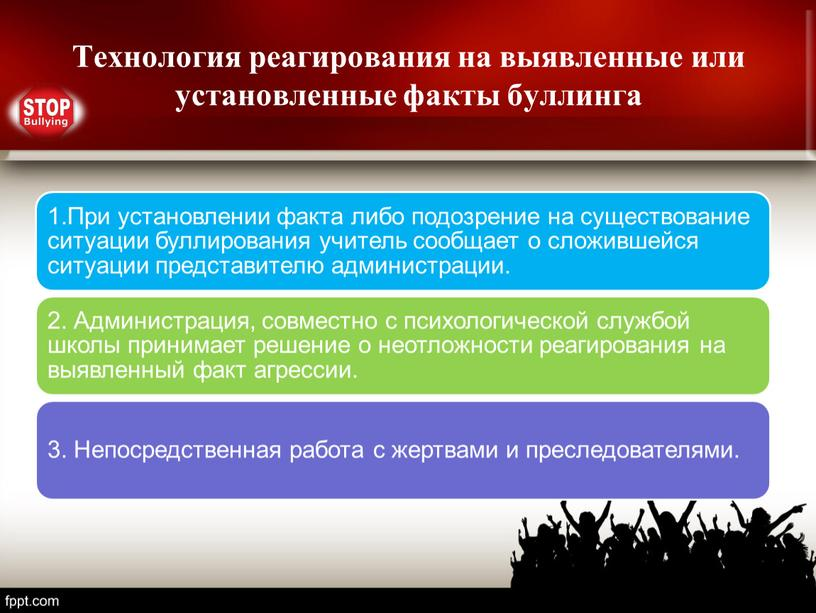 Технология реагирования на выявленные или
установленные факты буллинга
STOP
Bullying
1.При установлении факта либо подозрение на существование
ситуации буллирования учитель сообщает о сложившейся
ситуации представителю администрации.
2. Администрация, совместно с психологической службой
школы принимает решение о неотложности реагирования на
выявленный факт агрессии.
3. Непосредственная работа с жертвами и преследователями.
fppt.com